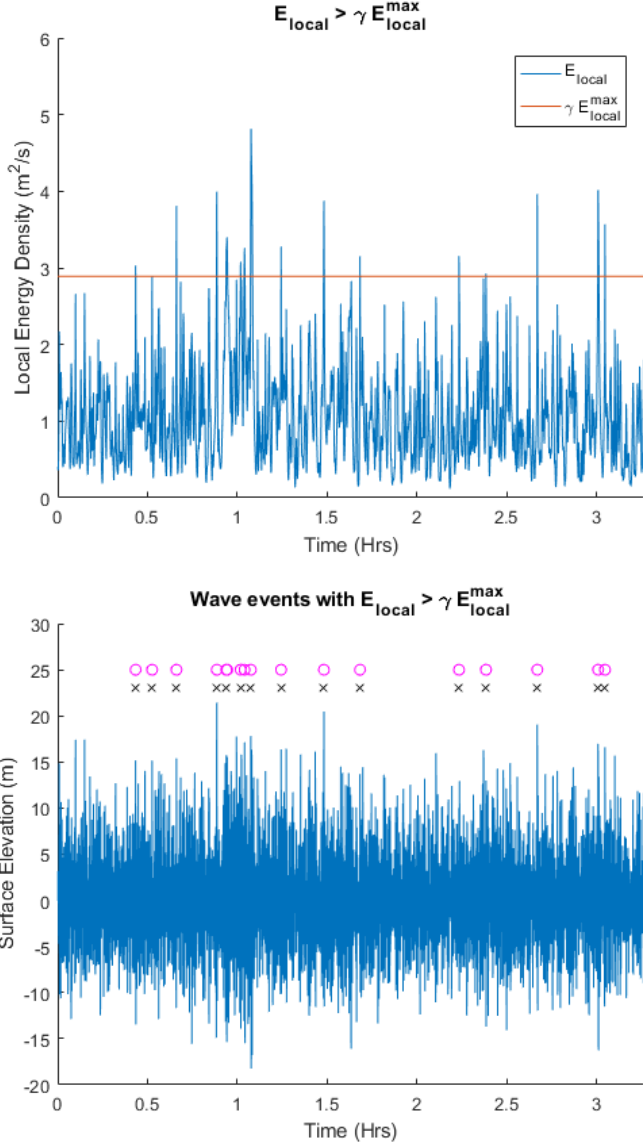 E_local > γ E_local^max
6
5
4
3
2
1
0
Local Energy Density (m²/s)
E_local
γ E_local^max
0 0.5 1 1.5 2 2.5 3
Time (Hrs)
Wave events with E_local > γ E_local^max
30
25
20
15
10
5
0
-5
-10
-15
-20
Surface Elevation (m)
0 0.5 1 1.5 2 2.5 3
Time (Hrs)